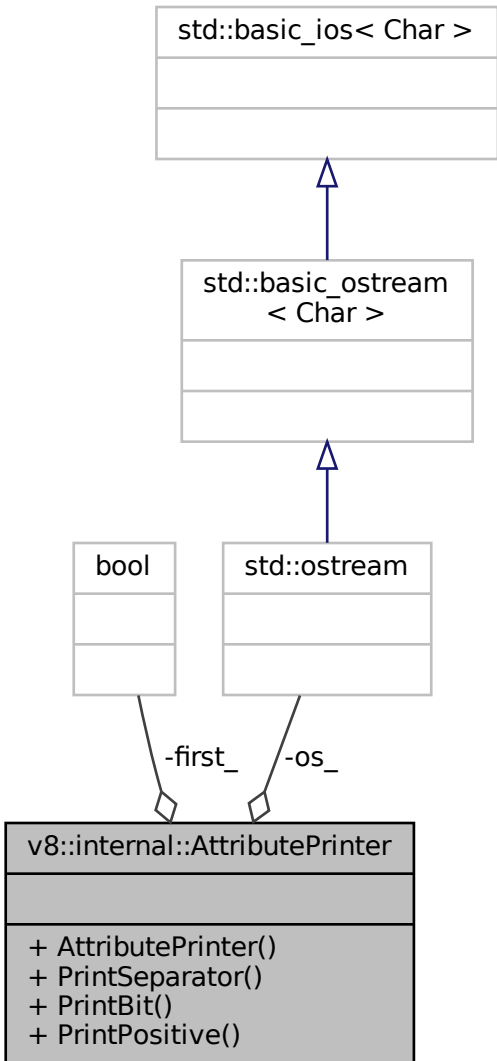 std::basic_ios< Char >
std::basic_ostream
< Char >
bool
std::ostream
-first_
-os_
v8::internal::AttributePrinter
+ AttributePrinter()
+ PrintSeparator()
+ PrintBit()
+ PrintPositive()